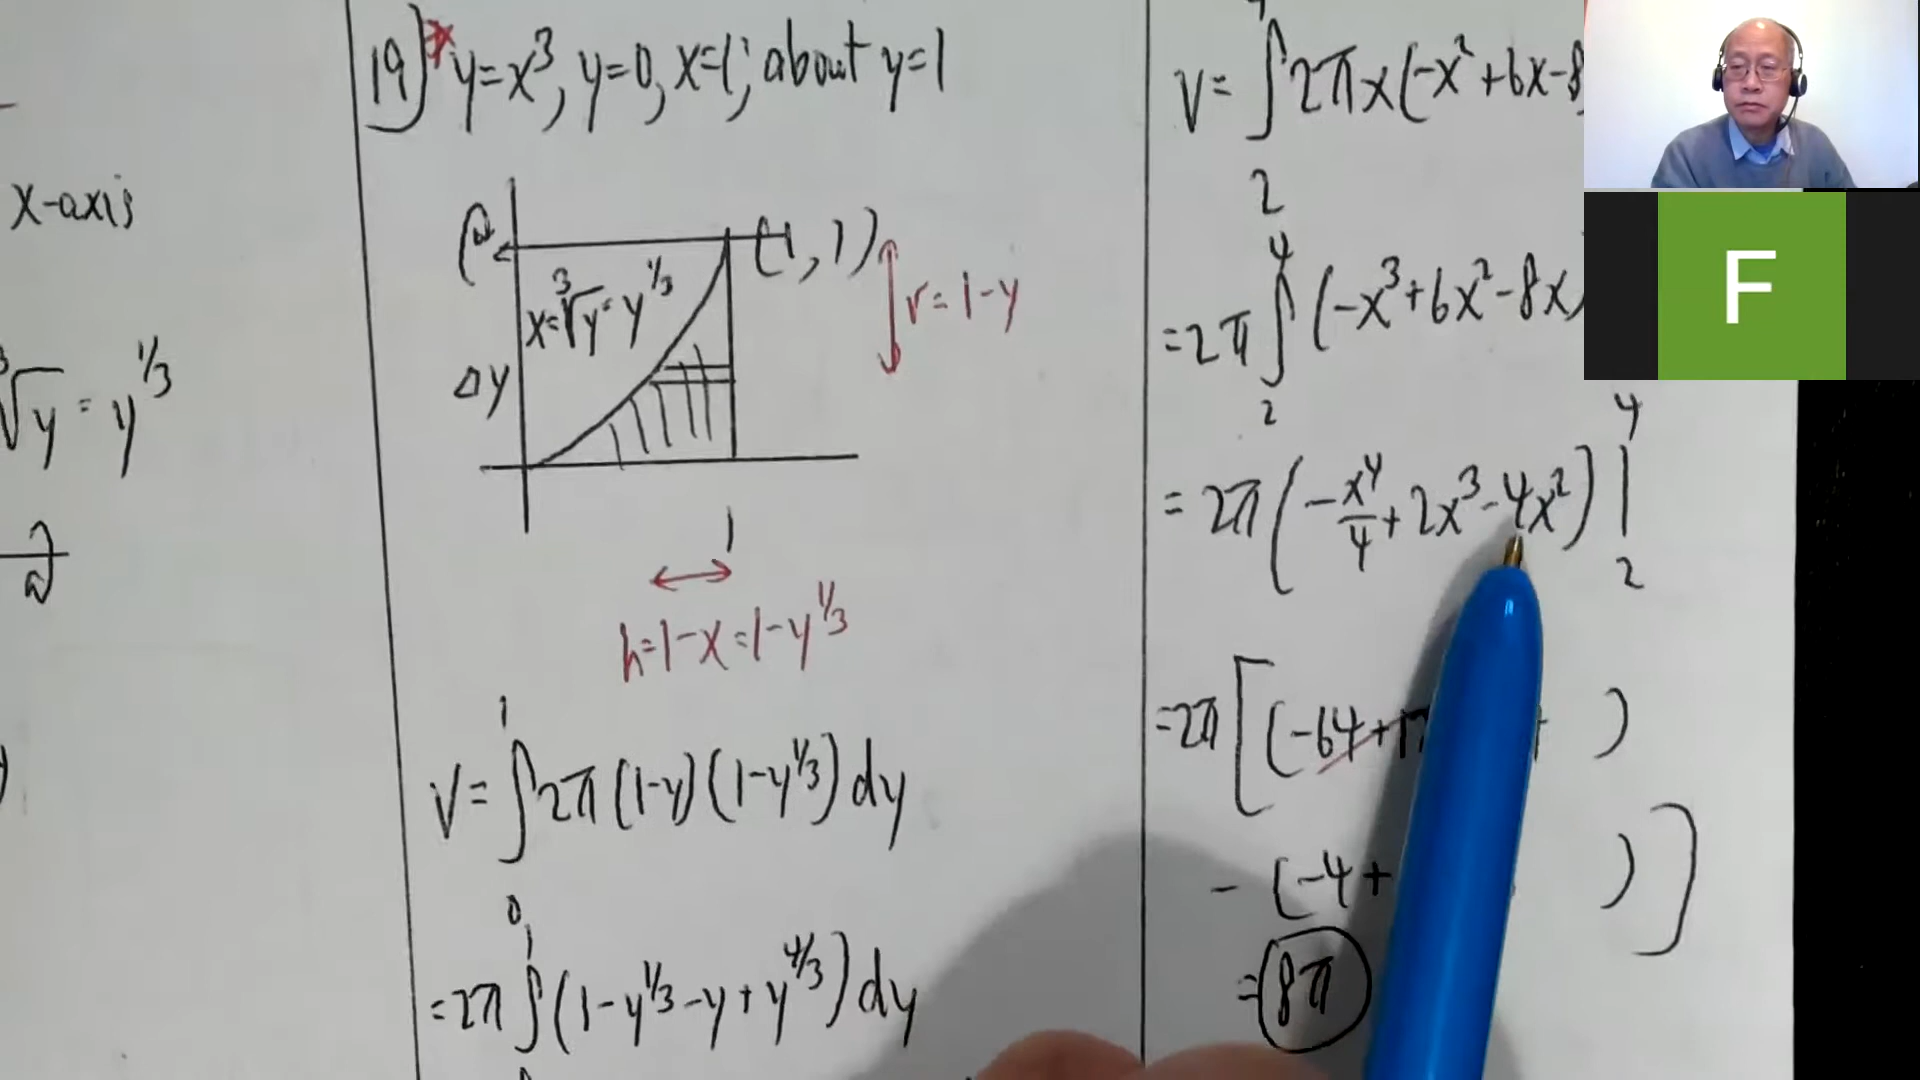 x-axis
∛y = y^1/3
19)* y=x³, y=0, x=1; about y=1
(1,1)
x=∛y=y^1/3
r=1-y
Δy
1
h=1-x=1-y^1/3
V=∫₀¹ 2π(1-y)(1-y^1/3)dy
=2π∫₀¹(1-y^1/3-y+y^4/3)dy
V=∫₂ 2πx(-x²+6x-8
=2π∫₂⁴(-x³+6x²-8x)
=2π(-x⁴/4+2x³-4x²)|₂⁴
=2π[(-64+ )
-(-4+ )]
=8π
F